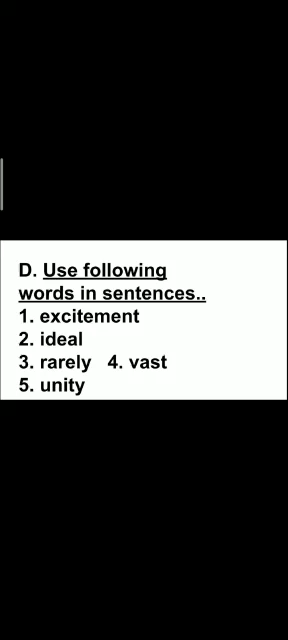 D. Use following
words in sentences..
1. excitement
2. ideal
3. rarely 4. vast
5. unity